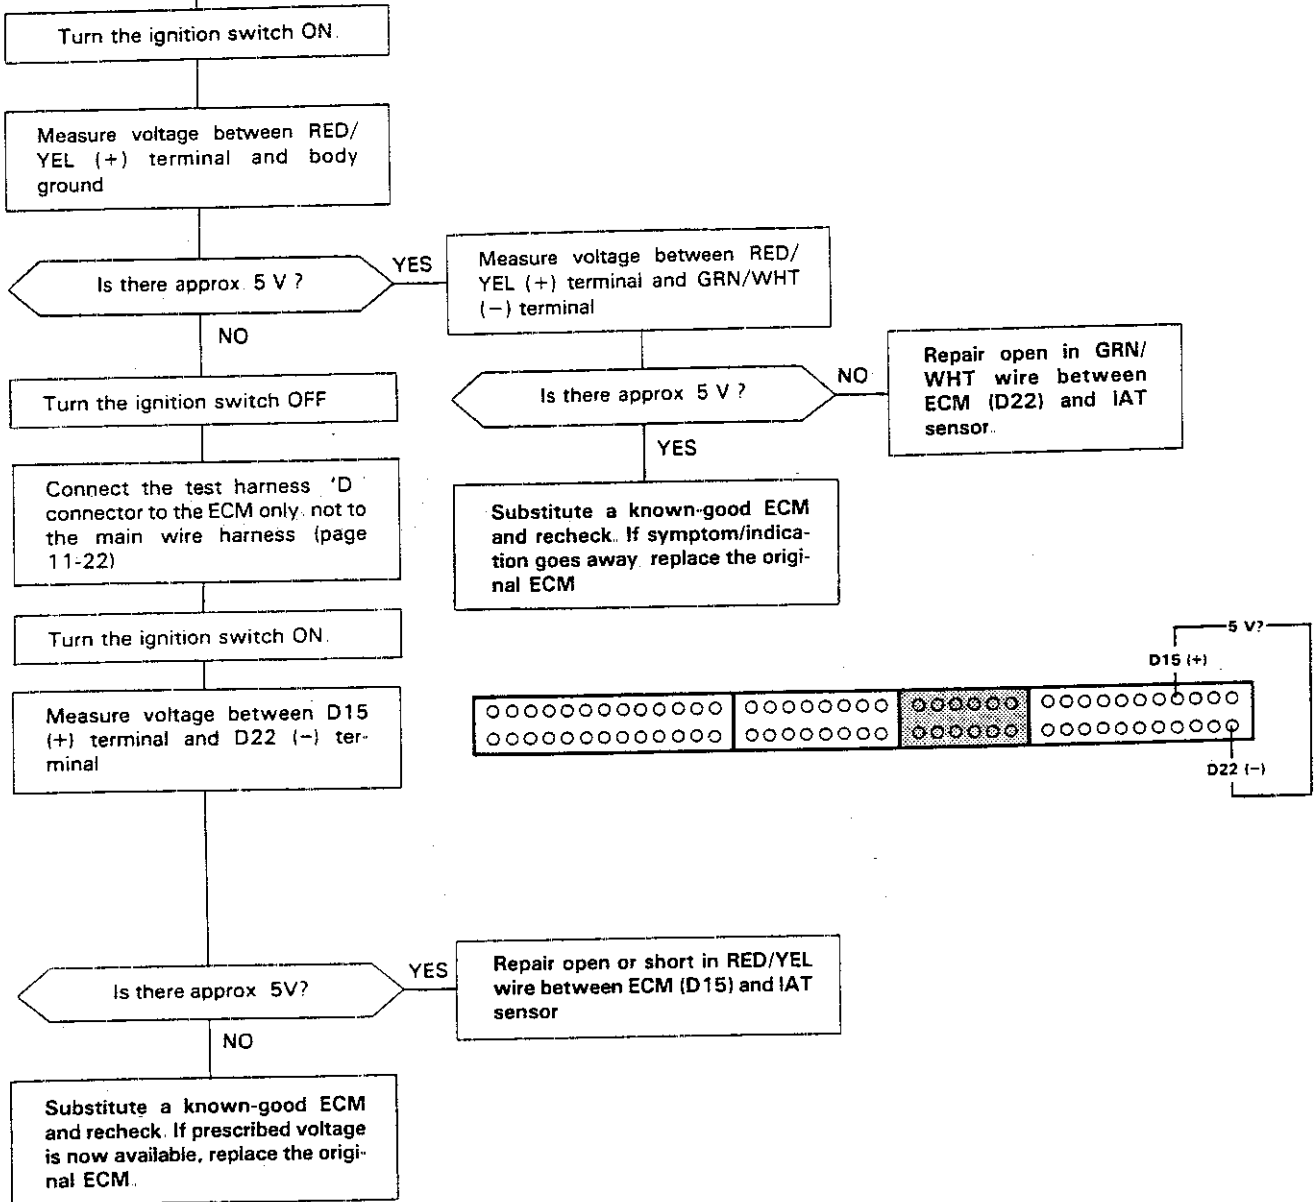 Turn the ignition switch ON.
Measure voltage between RED/
YEL (+) terminal and body
ground
Is there approx. 5 V ?
YES
NO
Measure voltage between RED/
YEL (+) terminal and GRN/WHT
(−) terminal
Is there approx 5 V ?
NO
YES
Repair open in GRN/
WHT wire between
ECM (D22) and IAT
sensor..
Substitute a known-good ECM
and recheck. If symptom/indica-
tion goes away. replace the origi-
nal ECM
Turn the ignition switch OFF
Connect the test harness 'D'
connector to the ECM only. not to
the main wire harness (page
11-22)
Turn the ignition switch ON.
Measure voltage between D15
(+) terminal and D22 (−) ter-
minal
5 V?
D15 (+)
D22 (−)
Is there approx 5V?
YES
NO
Repair open or short in RED/YEL
wire between ECM (D15) and IAT
sensor
Substitute a known-good ECM
and recheck. If prescribed voltage
is now available, replace the origi-
nal ECM..